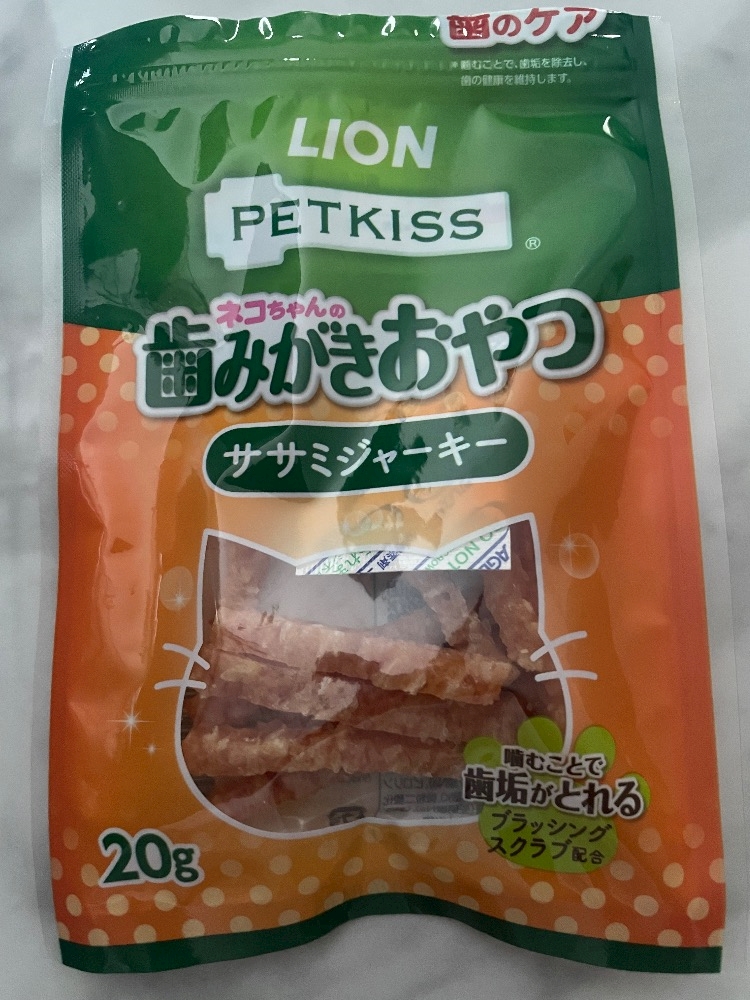 歯のケア
*噛むことで、歯垢を除去し、
歯の健康を維持します。
LION
PETKISS
®
ネコちゃんの
歯みがきおやつ
ササミジャーキー
噛むことで
歯垢がとれる
ブラッシング
スクラブ配合
20g